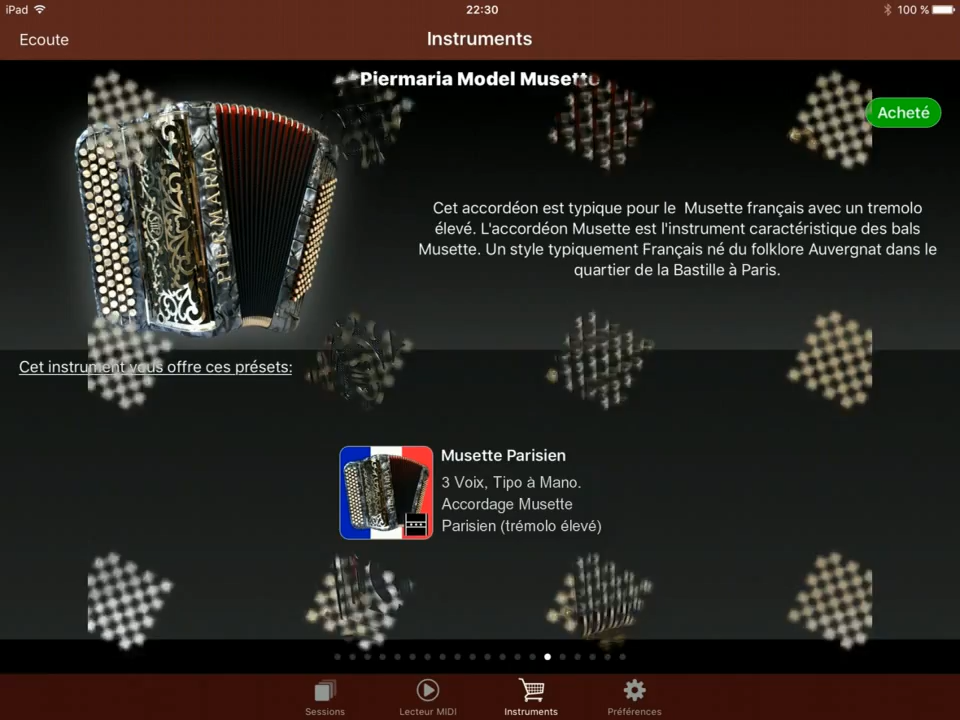 iPad 22:30 100 %
Ecoute Instruments
Piermaria Model Musette
Acheté
PIERMARIA
Cet accordéon est typique pour le Musette français avec un tremolo
élevé. L'accordéon Musette est l'instrument caractéristique des bals
Musette. Un style typiquement Français né du folklore Auvergnat dans le
quartier de la Bastille à Paris.
Cet instrument vous offre ces présets:
Musette Parisien
3 Voix, Tipo à Mano.
Accordage Musette
Parisien (trémolo élevé)
Sessions Lecteur MIDI Instruments Préférences